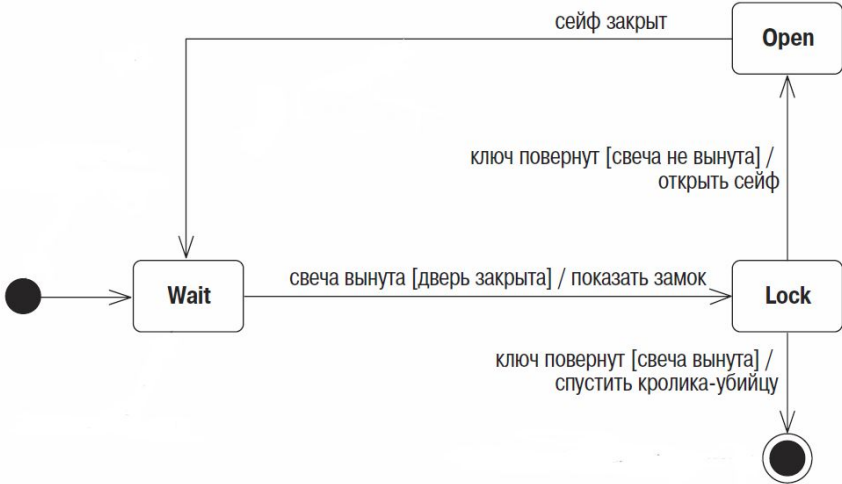 сейф закрыт
Open
ключ повернут [свеча не вынута] /
открыть сейф
Wait
свеча вынута [дверь закрыта] / показать замок
Lock
ключ повернут [свеча вынута] /
спустить кролика-убийцу